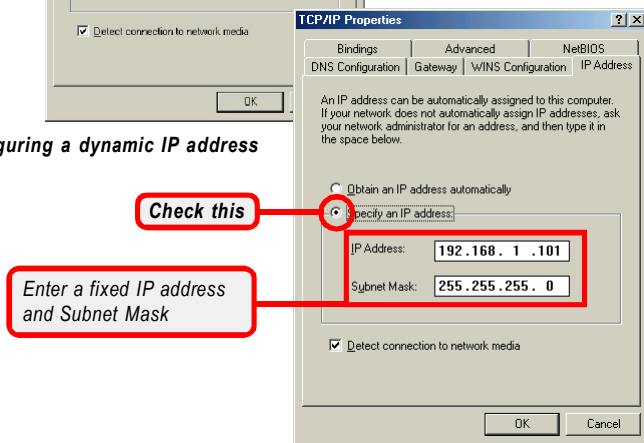 Detect connection to network media
OK
guring a dynamic IP address
Check this
Enter a fixed IP address
and Subnet Mask
TCP/IP Properties
? X
Bindings Advanced NetBIOS
DNS Configuration Gateway WINS Configuration IP Address
An IP address can be automatically assigned to this computer.
If your network does not automatically assign IP addresses, ask
your network administrator for an address, and then type it in
the space below.
Obtain an IP address automatically
Specify an IP address:
IP Address: 192.168. 1 .101
Subnet Mask: 255.255.255. 0
Detect connection to network media
OK Cancel